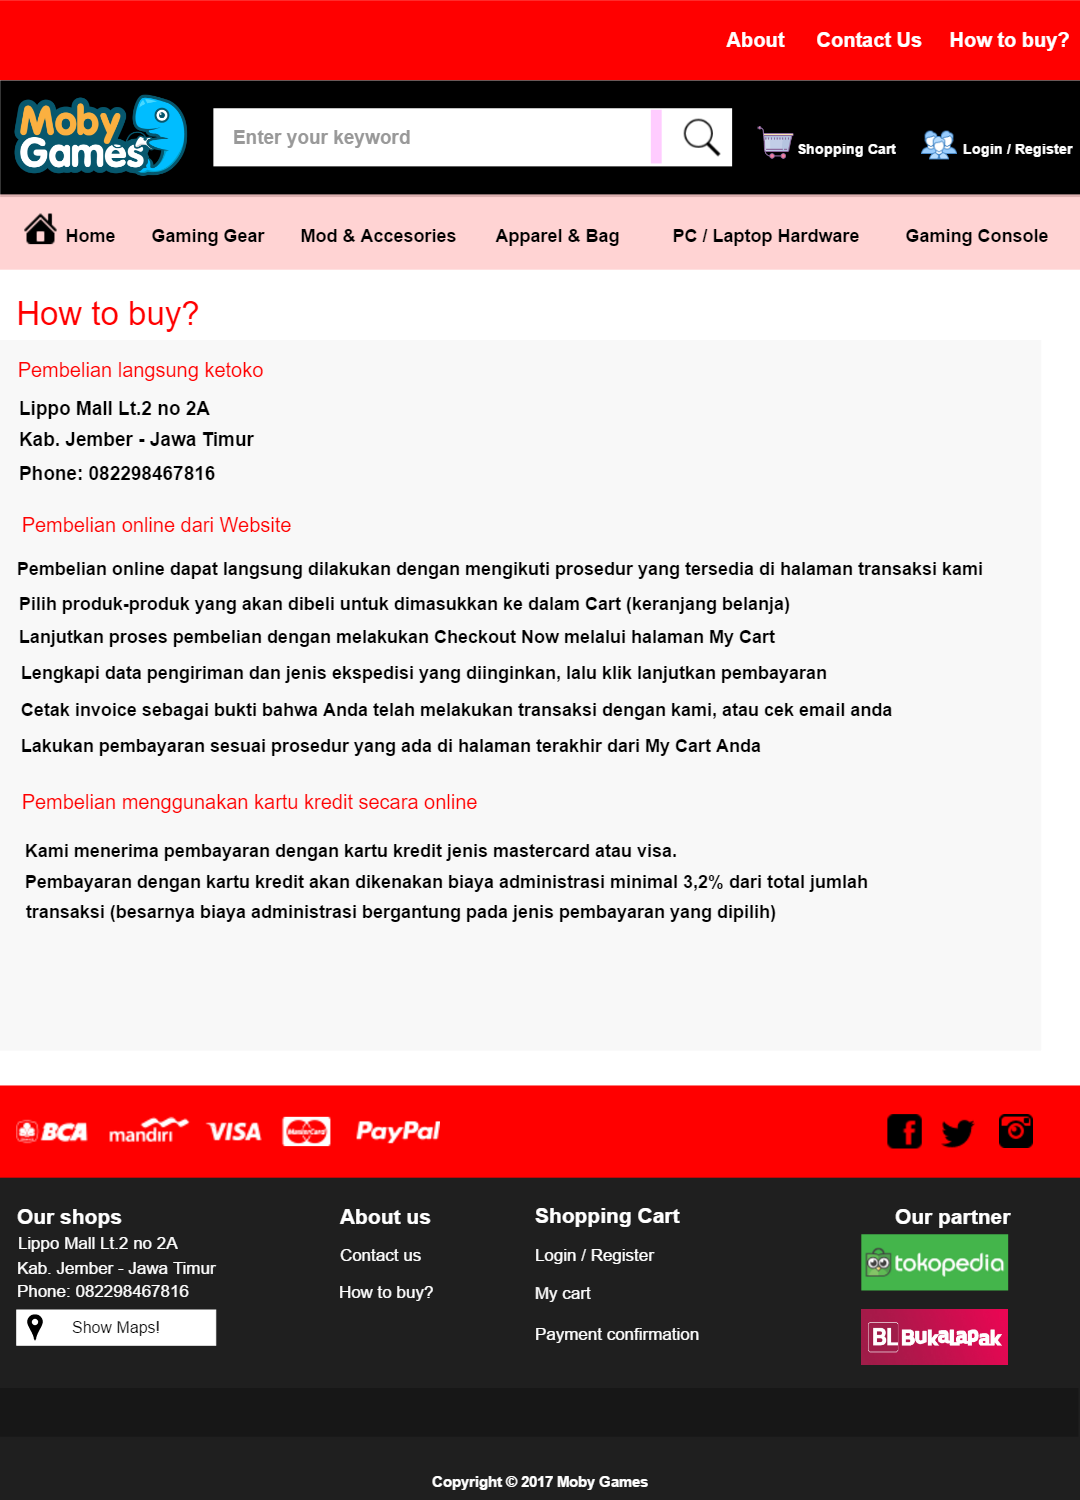 About Contact Us How to buy?
Moby Games
Enter your keyword
Shopping Cart
Login / Register
Home Gaming Gear Mod & Accesories Apparel & Bag PC / Laptop Hardware Gaming Console
How to buy?
Pembelian langsung ketoko
Lippo Mall Lt.2 no 2A
Kab. Jember - Jawa Timur
Phone: 082298467816
Pembelian online dari Website
Pembelian online dapat langsung dilakukan dengan mengikuti prosedur yang tersedia di halaman transaksi kami
Pilih produk-produk yang akan dibeli untuk dimasukkan ke dalam Cart (keranjang belanja)
Lanjutkan proses pembelian dengan melakukan Checkout Now melalui halaman My Cart
Lengkapi data pengiriman dan jenis ekspedisi yang diinginkan, lalu klik lanjutkan pembayaran
Cetak invoice sebagai bukti bahwa Anda telah melakukan transaksi dengan kami, atau cek email anda
Lakukan pembayaran sesuai prosedur yang ada di halaman terakhir dari My Cart Anda
Pembelian menggunakan kartu kredit secara online
Kami menerima pembayaran dengan kartu kredit jenis mastercard atau visa.
Pembayaran dengan kartu kredit akan dikenakan biaya administrasi minimal 3,2% dari total jumlah
transaksi (besarnya biaya administrasi bergantung pada jenis pembayaran yang dipilih)
BCA mandiri VISA MasterCard PayPal
Our shops
Lippo Mall Lt.2 no 2A
Kab. Jember - Jawa Timur
Phone: 082298467816
Show Maps!
About us
Contact us
How to buy?
Shopping Cart
Login / Register
My cart
Payment confirmation
Our partner
tokopedia
BL BukaLapak
Copyright © 2017 Moby Games